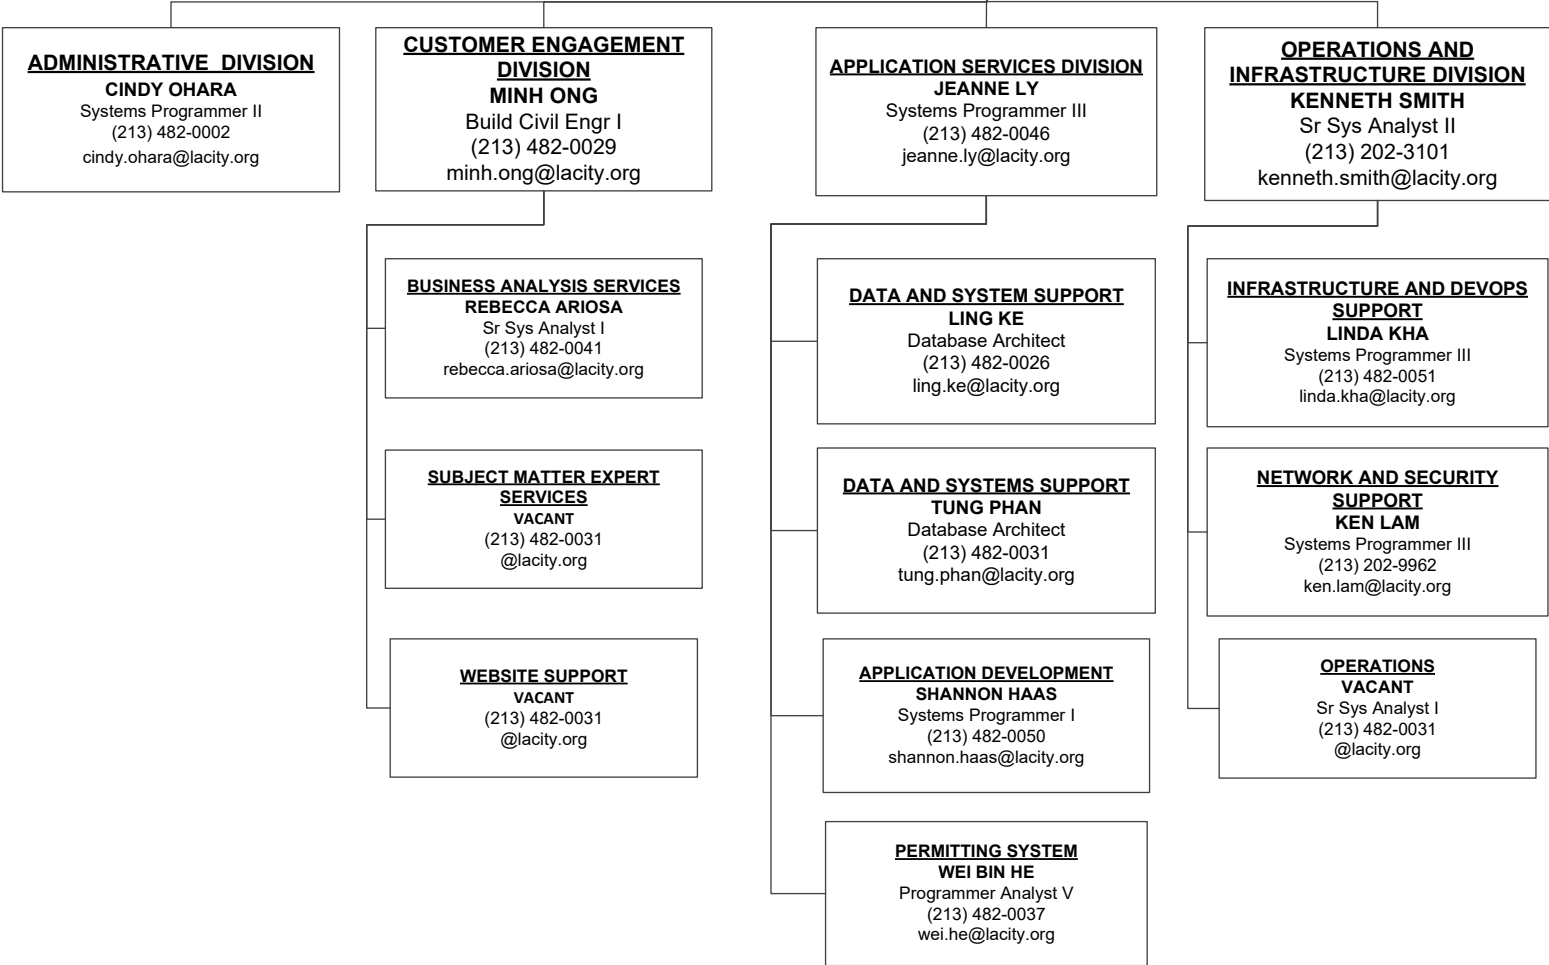 ADMINISTRATIVE DIVISION
CINDY OHARA
Systems Programmer II
(213) 482-0002
cindy.ohara@lacity.org
CUSTOMER ENGAGEMENT
DIVISION
MINH ONG
Build Civil Engr I
(213) 482-0029
minh.ong@lacity.org
APPLICATION SERVICES DIVISION
JEANNE LY
Systems Programmer III
(213) 482-0046
jeanne.ly@lacity.org
OPERATIONS AND
INFRASTRUCTURE DIVISION
KENNETH SMITH
Sr Sys Analyst II
(213) 202-3101
kenneth.smith@lacity.org
BUSINESS ANALYSIS SERVICES
REBECCA ARIOSA
Sr Sys Analyst I
(213) 482-0041
rebecca.ariosa@lacity.org
SUBJECT MATTER EXPERT
SERVICES
VACANT
(213) 482-0031
@lacity.org
WEBSITE SUPPORT
VACANT
(213) 482-0031
@lacity.org
DATA AND SYSTEM SUPPORT
LING KE
Database Architect
(213) 482-0026
ling.ke@lacity.org
DATA AND SYSTEMS SUPPORT
TUNG PHAN
Database Architect
(213) 482-0031
tung.phan@lacity.org
APPLICATION DEVELOPMENT
SHANNON HAAS
Systems Programmer I
(213) 482-0050
shannon.haas@lacity.org
PERMITTING SYSTEM
WEI BIN HE
Programmer Analyst V
(213) 482-0037
wei.he@lacity.org
INFRASTRUCTURE AND DEVOPS
SUPPORT
LINDA KHA
Systems Programmer III
(213) 482-0051
linda.kha@lacity.org
NETWORK AND SECURITY
SUPPORT
KEN LAM
Systems Programmer III
(213) 202-9962
ken.lam@lacity.org
OPERATIONS
VACANT
Sr Sys Analyst I
(213) 482-0031
@lacity.org